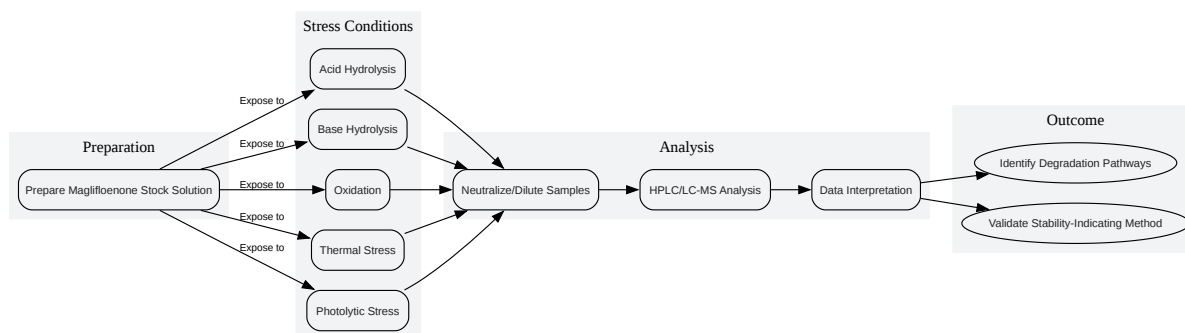 Preparation
Prepare Maglifloenone Stock Solution
Expose to
Expose to
Expose to
Expose to
Expose to
Stress Conditions
Acid Hydrolysis
Base Hydrolysis
Oxidation
Thermal Stress
Photolytic Stress
Analysis
Neutralize/Dilute Samples
HPLC/LC-MS Analysis
Data Interpretation
Outcome
Identify Degradation Pathways
Validate Stability-Indicating Method